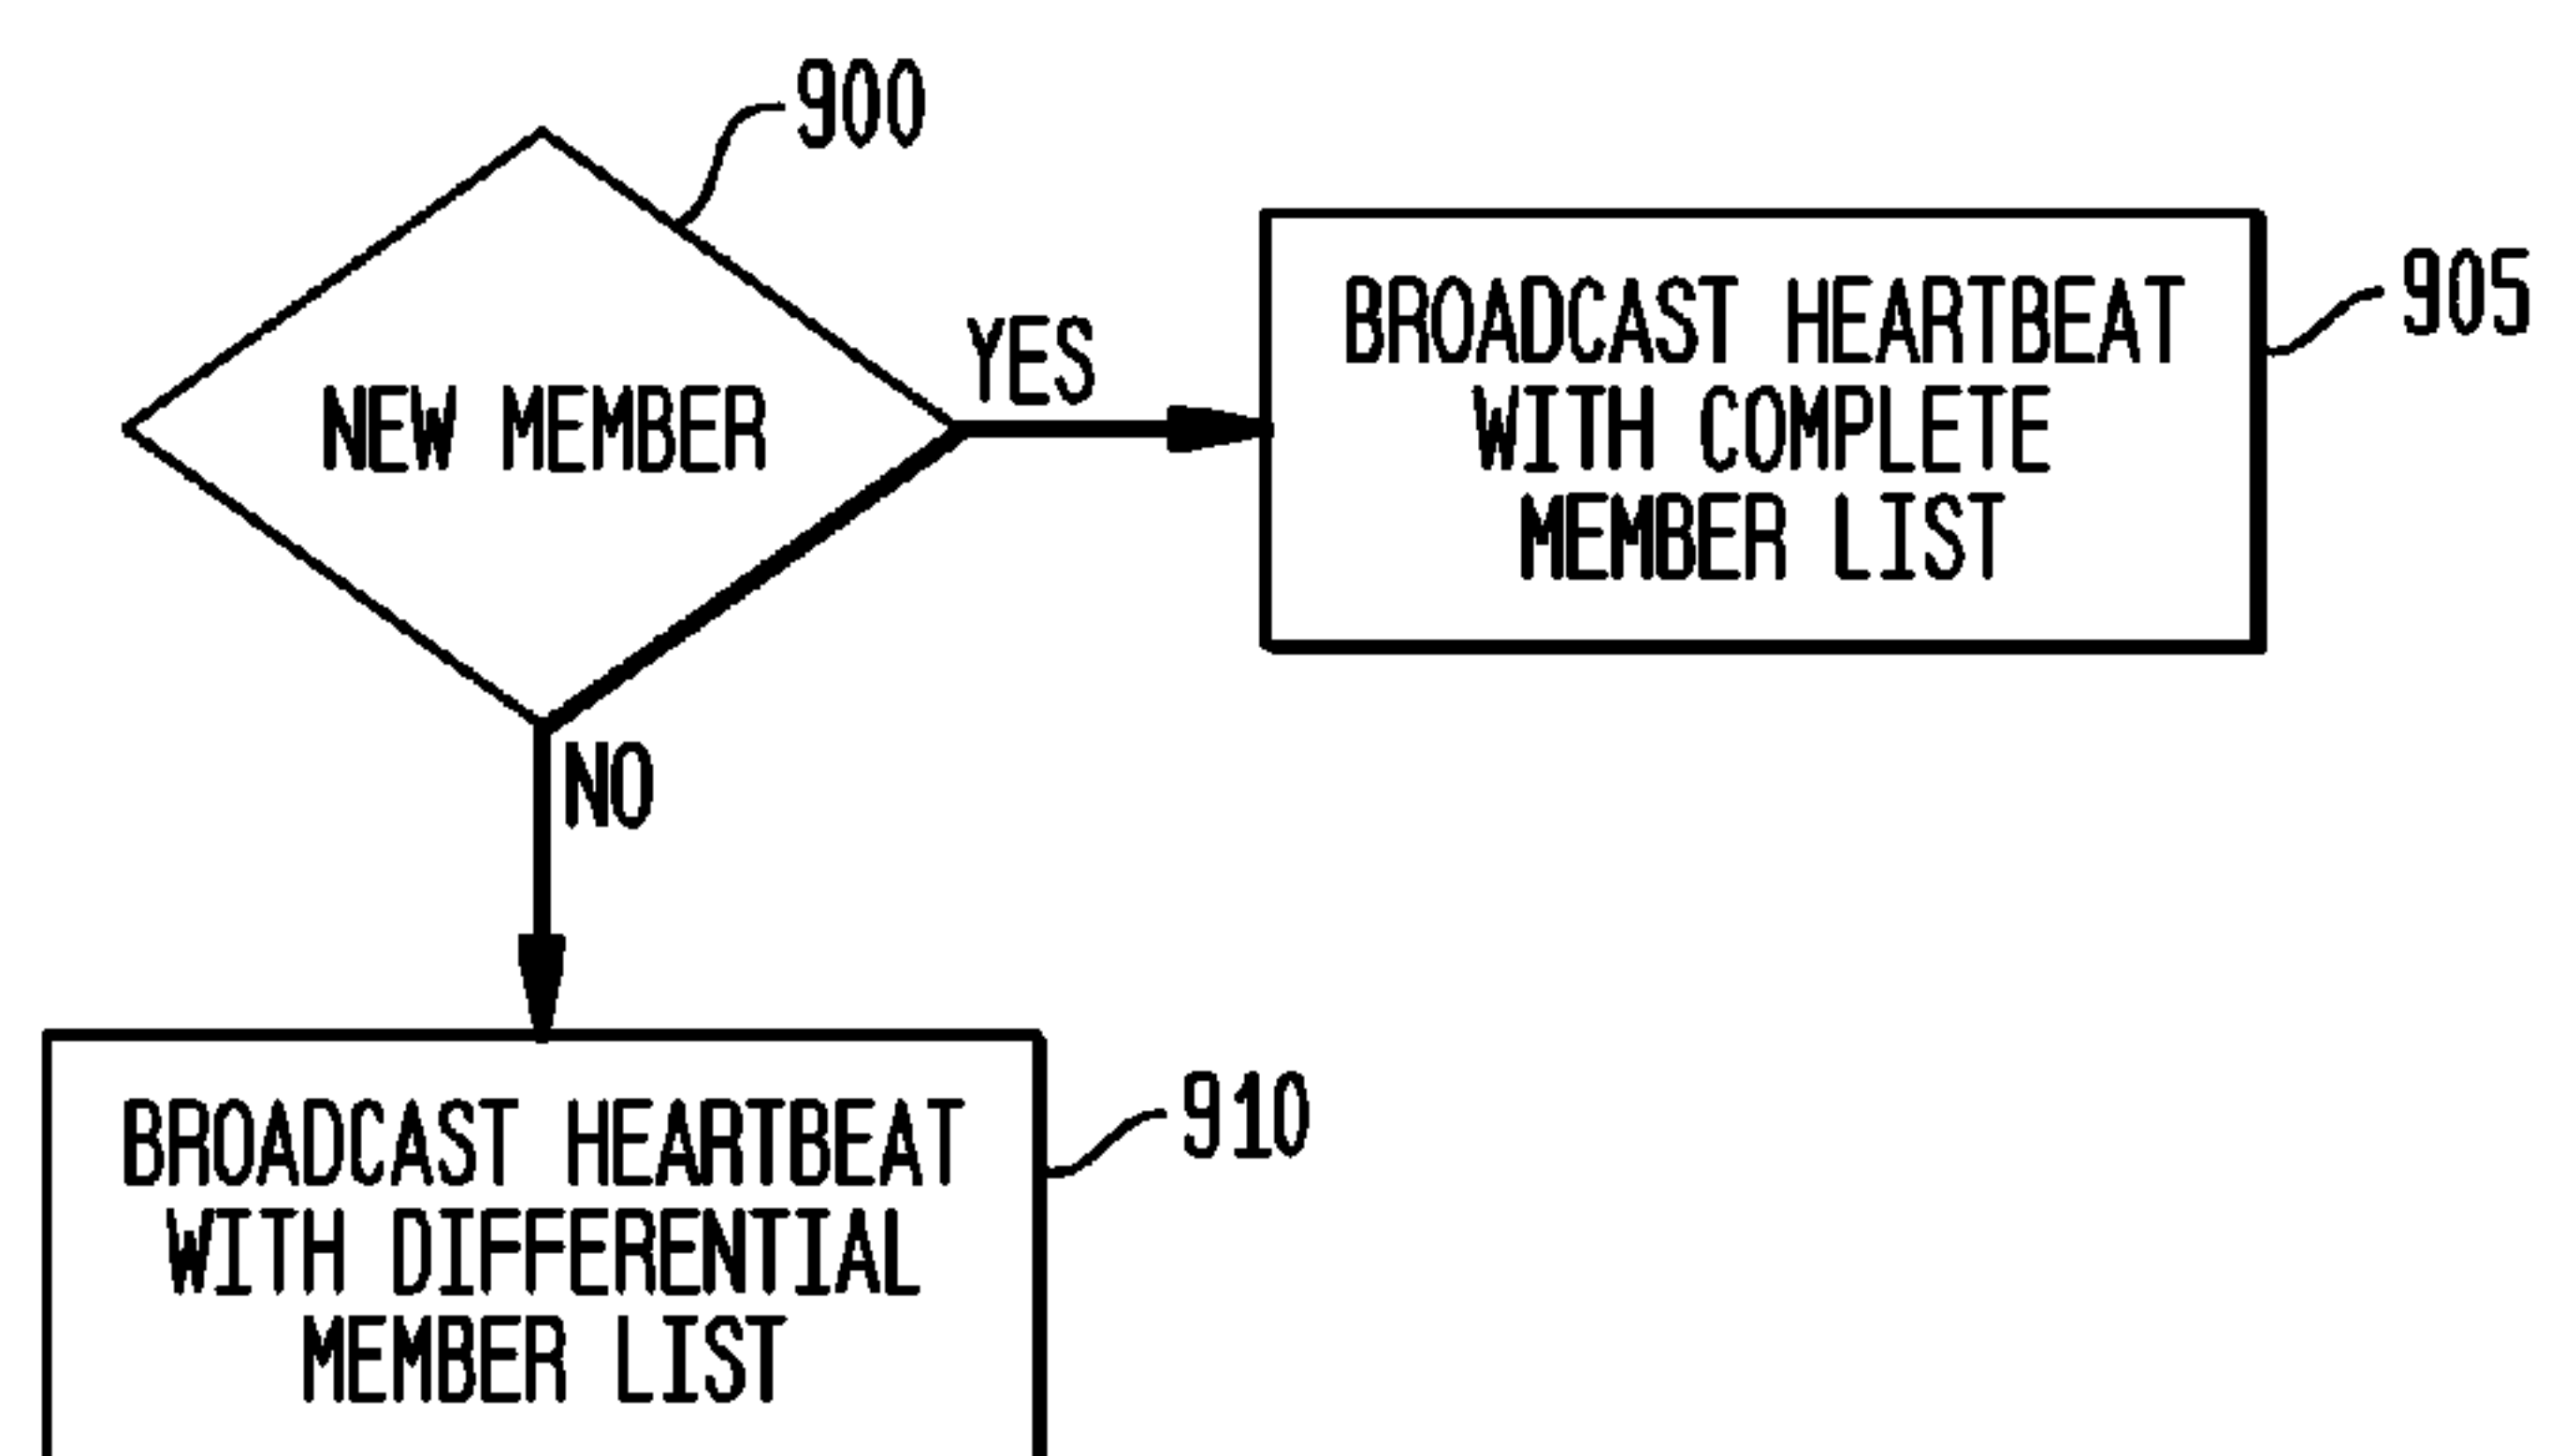 900
NEW MEMBER
YES
BROADCAST HEARTBEAT
WITH COMPLETE
MEMBER LIST
905
NO
BROADCAST HEARTBEAT
WITH DIFFERENTIAL
MEMBER LIST
910